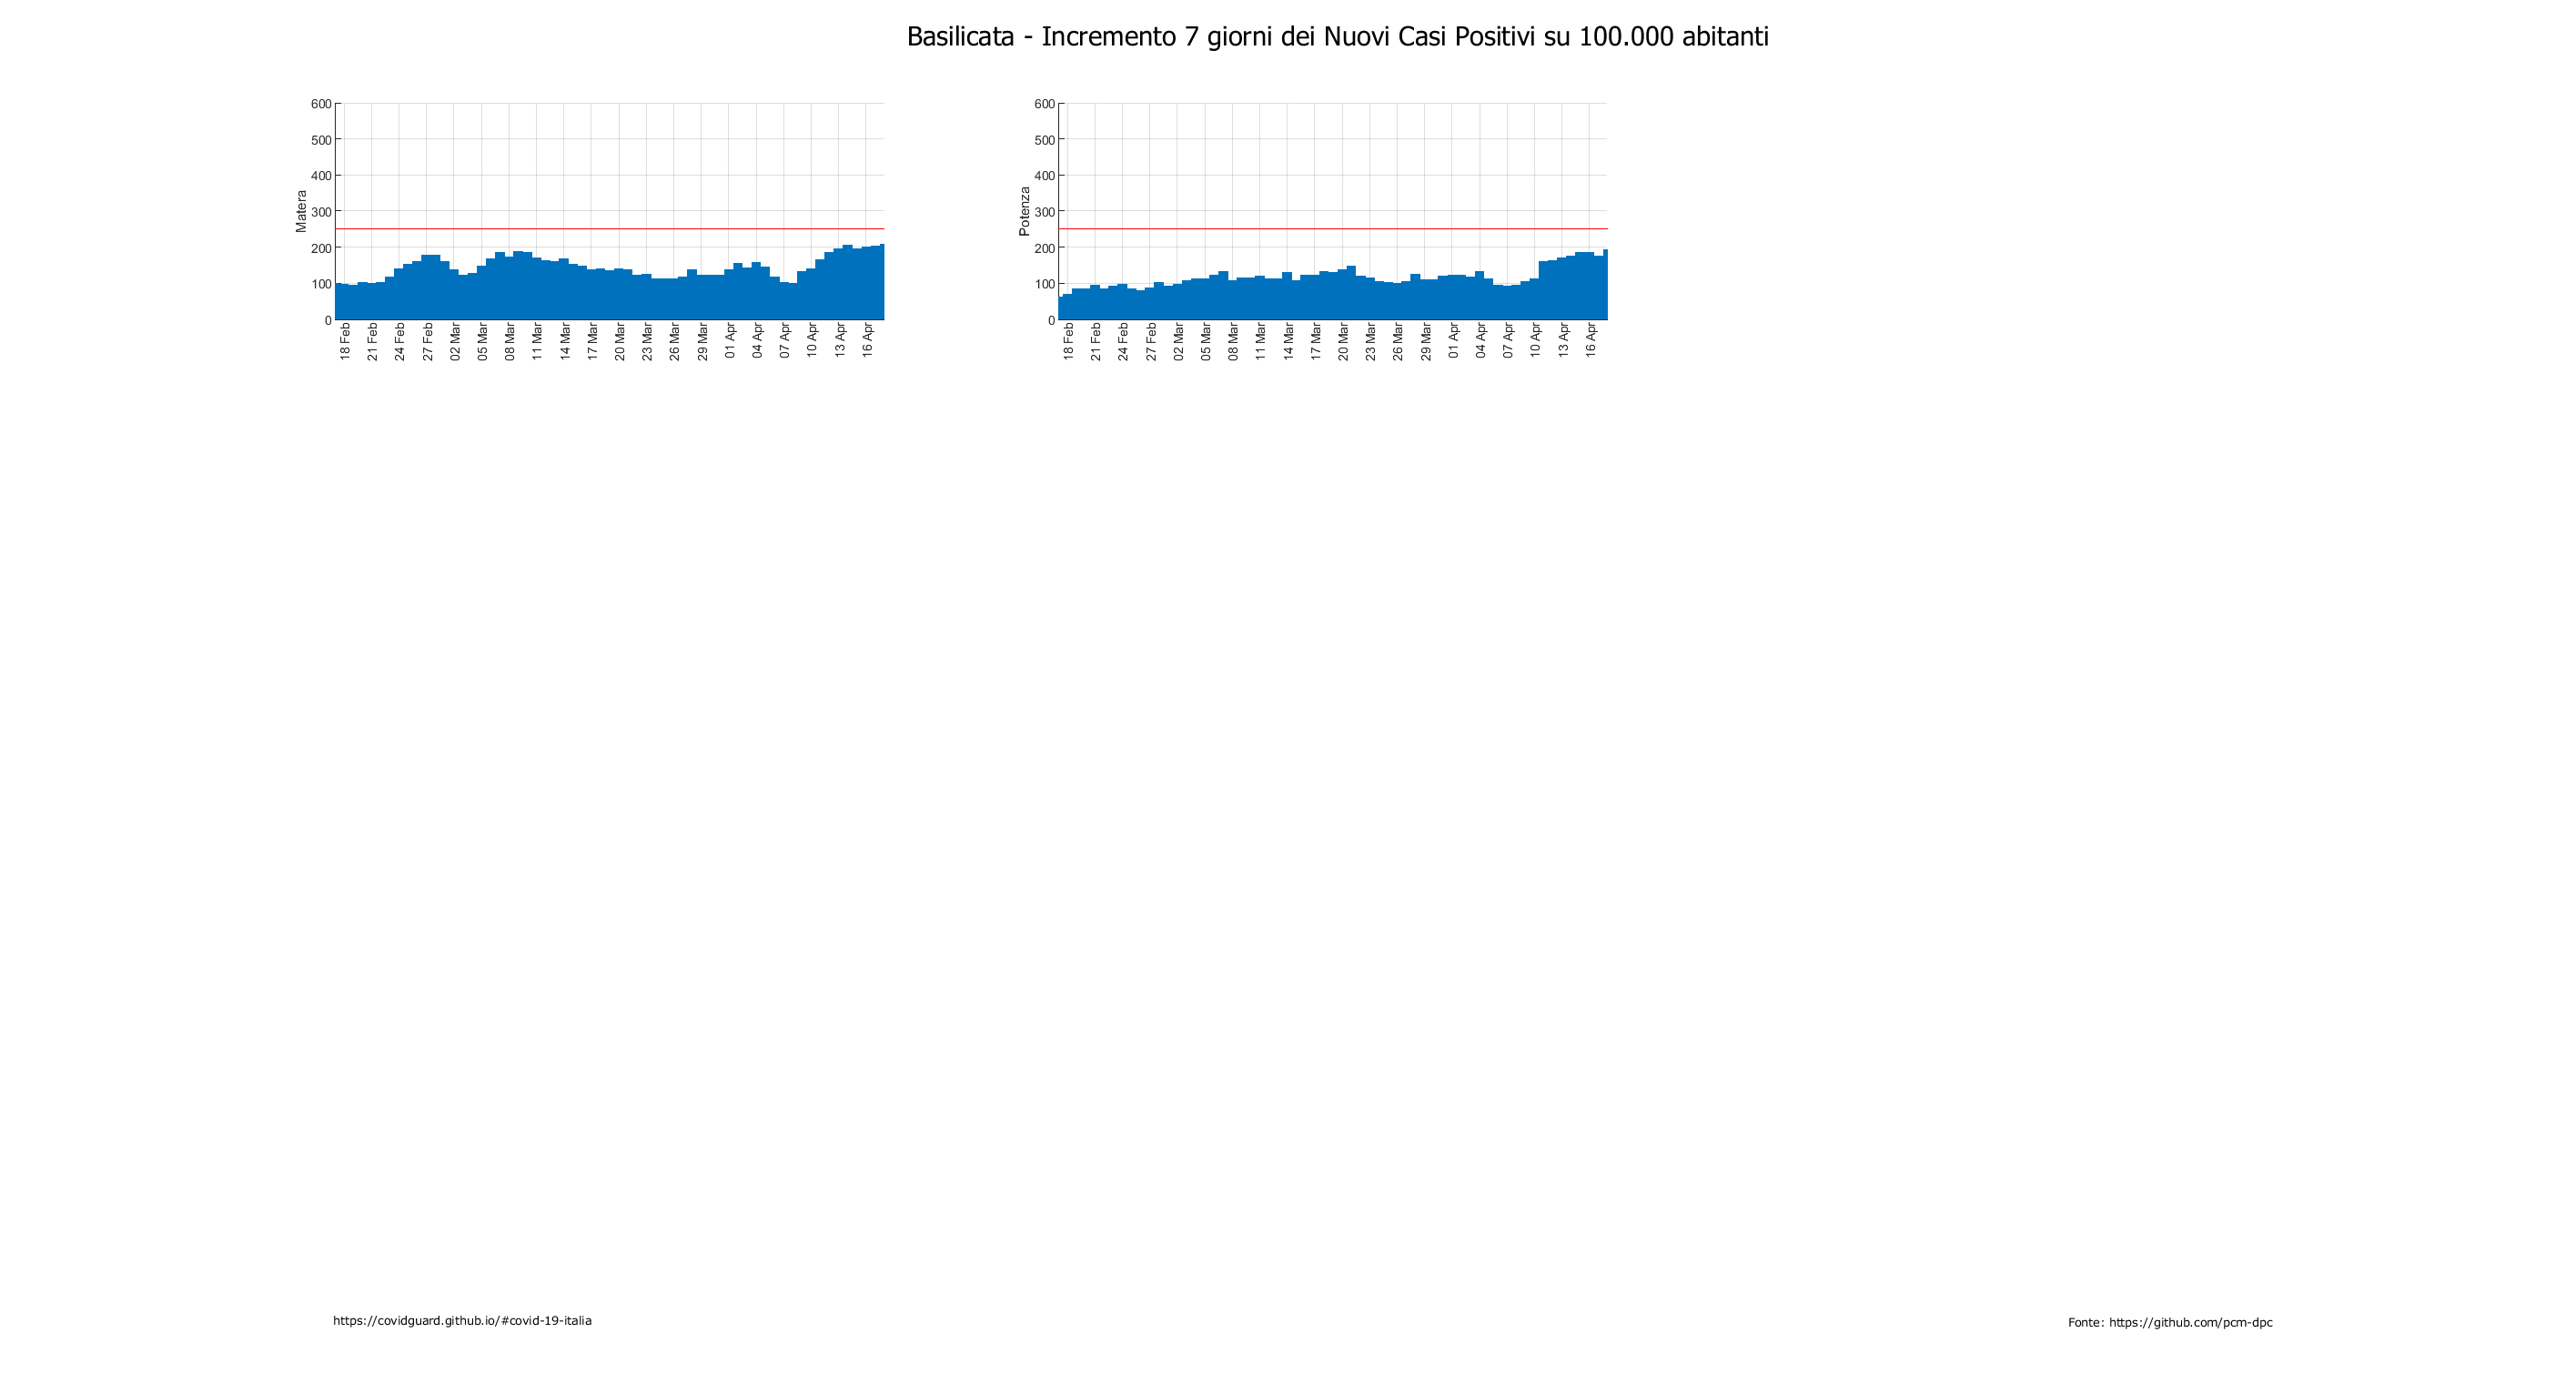 Basilicata - Incremento 7 giorni dei Nuovi Casi Positivi su 100.000 abitanti
Matera
600
500
400
300
200
100
0
18 Feb
21 Feb
24 Feb
27 Feb
02 Mar
05 Mar
08 Mar
11 Mar
14 Mar
17 Mar
20 Mar
23 Mar
26 Mar
29 Mar
01 Apr
04 Apr
07 Apr
10 Apr
13 Apr
16 Apr
Potenza
600
500
400
300
200
100
0
18 Feb
21 Feb
24 Feb
27 Feb
02 Mar
05 Mar
08 Mar
11 Mar
14 Mar
17 Mar
20 Mar
23 Mar
26 Mar
29 Mar
01 Apr
04 Apr
07 Apr
10 Apr
13 Apr
16 Apr
https://covidguard.github.io/#covid-19-italia
Fonte: https://github.com/pcm-dpc